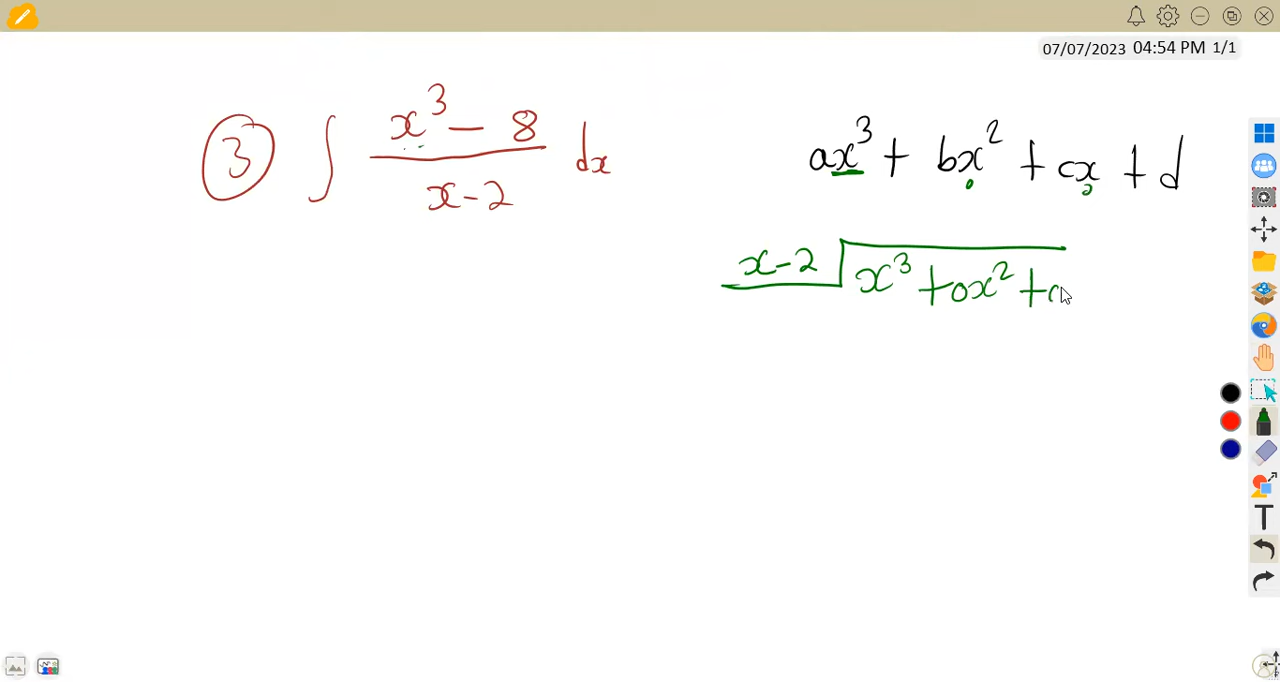 07/07/2023 04:54 PM 1/1
③ ∫ (x³ − 8)/(x−2) dx
ax³ + bx² + cx + d
x−2 | x³ + 0x² + 0
T